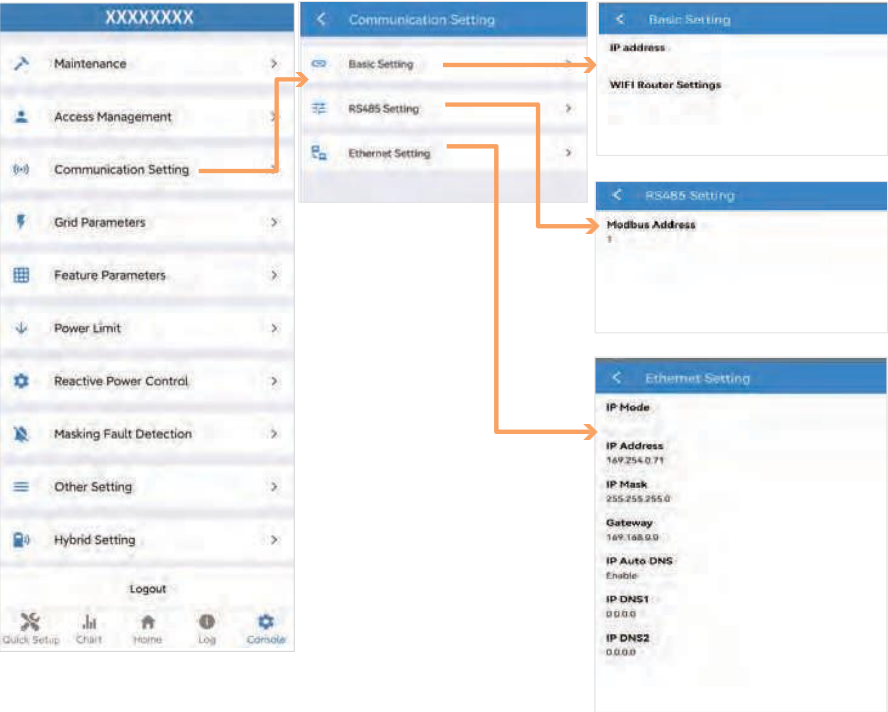 XXXXXXXX
Maintenance
Access Management
Communication Setting
Grid Parameters
Feature Parameters
Power Limit
Reactive Power Control
Masking Fault Detection
Other Setting
Hybrid Setting
Logout
Quick Setup
Chart
Home
Log
Console
Communication Setting
Basic Setting
RS485 Setting
Ethernet Setting
Basic Setting
IP address
WIFI Router Settings
RS485 Setting
Modbus Address
1
Ethernet Setting
IP Mode
IP Address
169.254.0.71
IP Mask
255.255.255.0
Gateway
169.168.0.0
IP Auto DNS
Enable
IP DNS1
0.0.0.0
IP DNS2
0.0.0.0